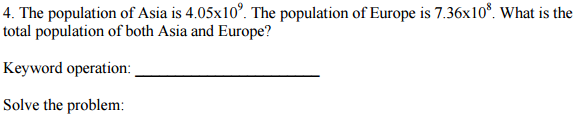 4. The population of Asia is 4.05x10⁹. The population of Europe is 7.36x10⁸. What is the
total population of both Asia and Europe?
Keyword operation: ____________________
Solve the problem: